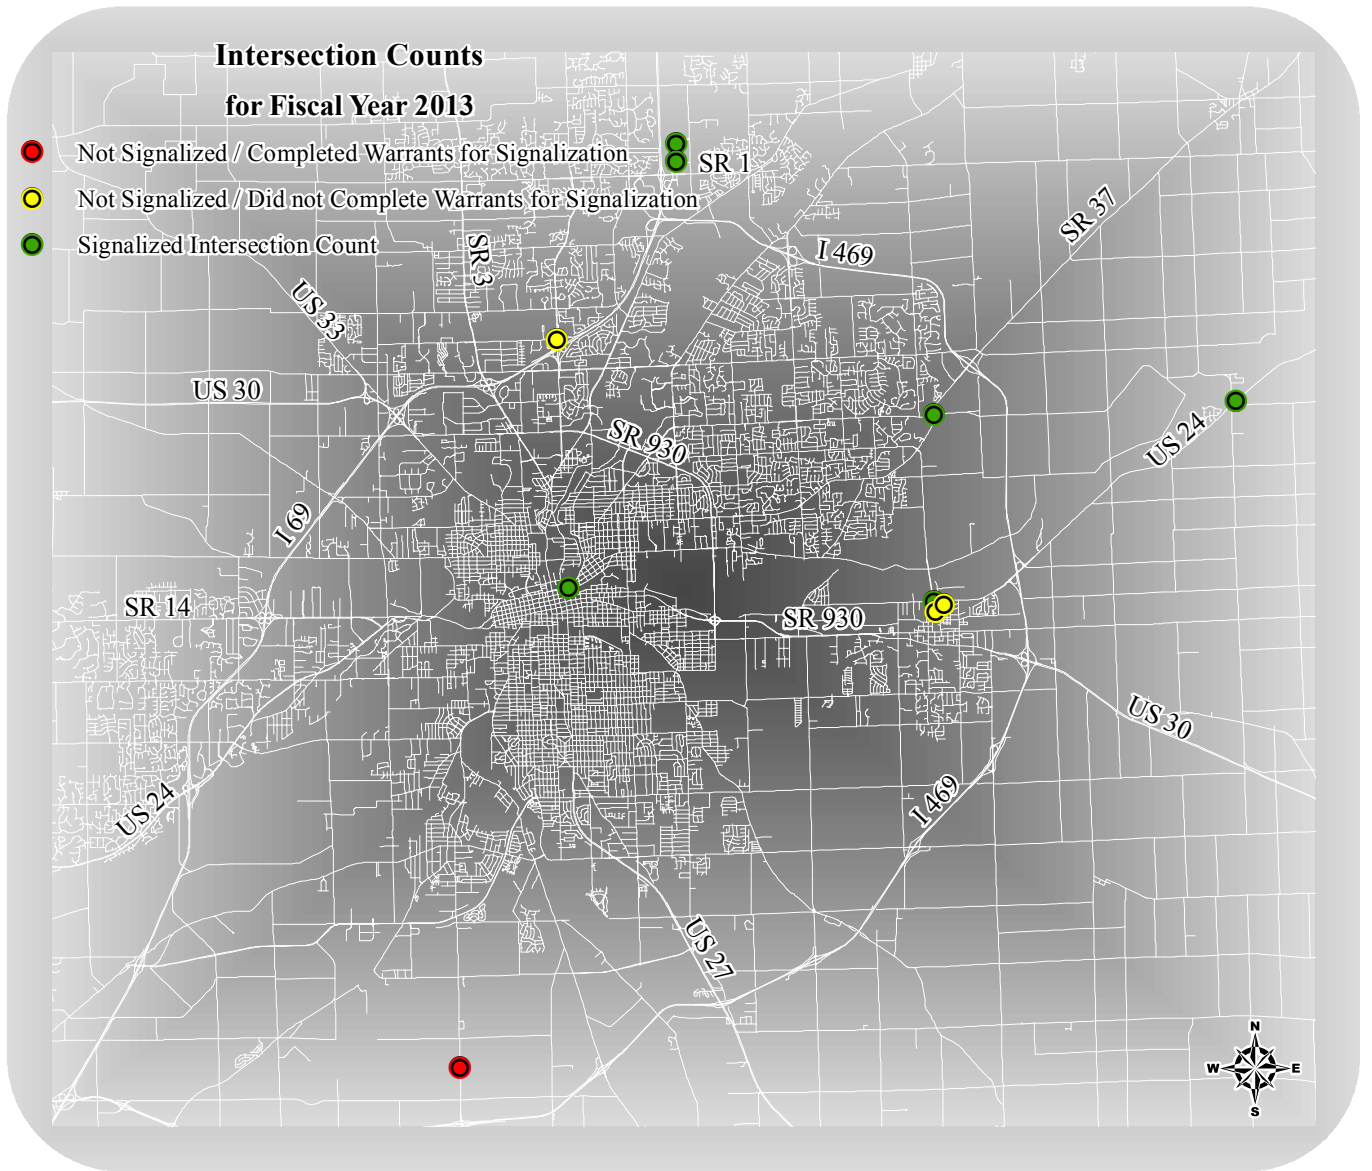 Intersection Counts
for Fiscal Year 2013
Not Signalized / Completed Warrants for Signalization
SR 1
Not Signalized / Did not Complete Warrants for Signalization
Signalized Intersection Count
SR 37
SR 3
I 469
US 33
US 30
SR 930
US 24
I 69
SR 14
SR 930
US 30
US 24
I 469
US 27
N
W
E
S